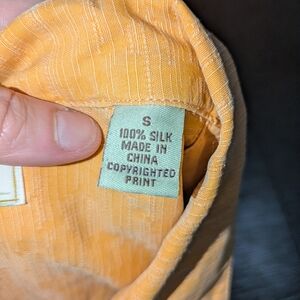 S
100% SILK
MADE IN
CHINA
COPYRIGHTED
PRINT